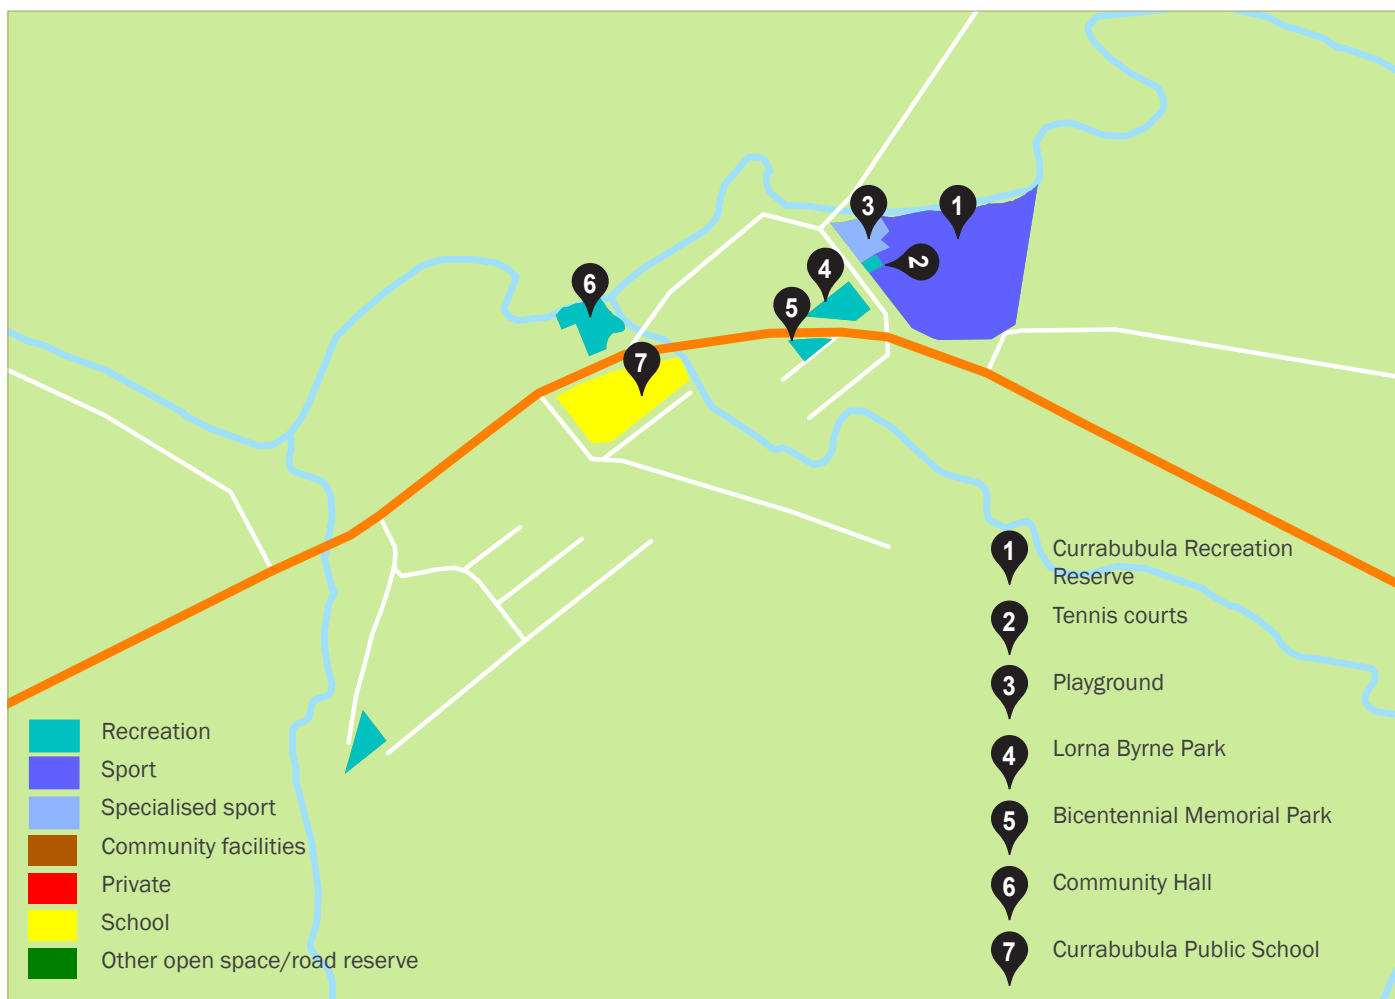 3
1
2
4
6
5
7
1 Currabubula Recreation
Reserve
2 Tennis courts
3 Playground
4 Lorna Byrne Park
5 Bicentennial Memorial Park
6 Community Hall
7 Currabubula Public School
Recreation
Sport
Specialised sport
Community facilities
Private
School
Other open space/road reserve